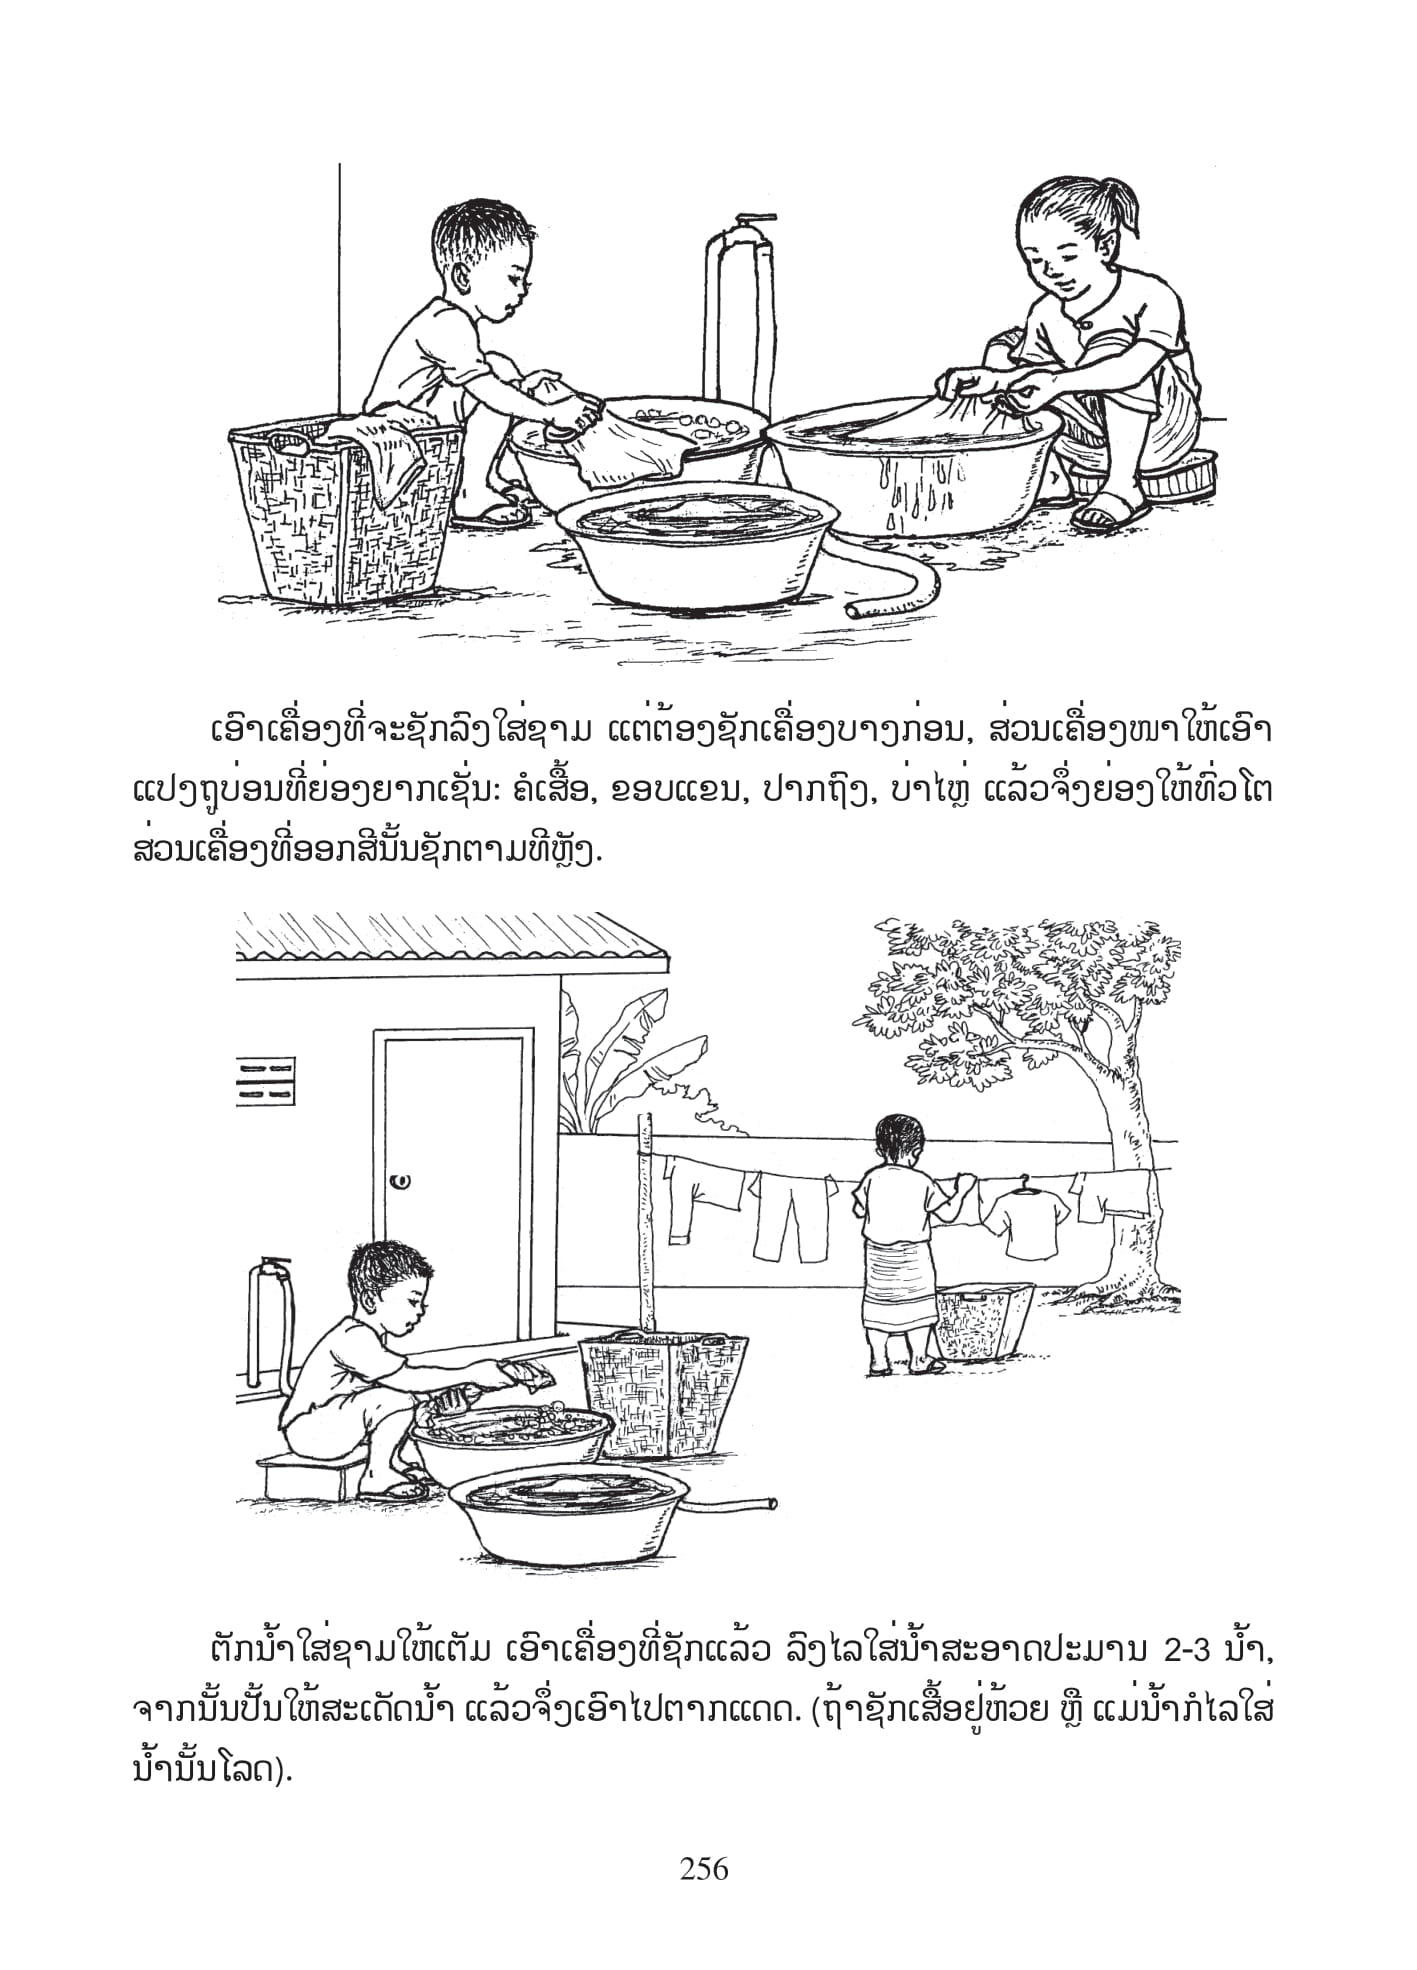 ເອົາເຄື່ອງທີ່ຈະຊັກລົງໃສ່ຊາມ ແຕ່ຕ້ອງຊັກເຄື່ອງບາງກ່ອນ, ສ່ວນເຄື່ອງໜາໃຫ້ເອົາ
ແປງຖູບ່ອນທີ່ຍ່ອງຍາກເຊັ່ນ: ຄໍເສື້ອ, ຂອບແຂນ, ປາກຖົງ, ບ່າໄຫຼ່ ແລ້ວຈຶ່ງຍ່ອງໃຫ້ທົ່ວໂຕ
ສ່ວນເຄື່ອງທີ່ອອກສີນັ້ນຊັກຕາມທີຫຼັງ.
ຕັກນ້ຳໃສ່ຊາມໃຫ້ເຕັມ ເອົາເຄື່ອງທີ່ຊັກແລ້ວ ລົງໄລໃສ່ນ້ຳສະອາດປະມານ 2-3 ນ້ຳ,
ຈາກນັ້ນປັ້ນໃຫ້ສະເດັດນ້ຳ ແລ້ວຈຶ່ງເອົາໄປຕາກແດດ. (ຖ້າຊັກເສື້ອຢູ່ຫ້ວຍ ຫຼື ແມ່ນ້ຳກໍໄລໃສ່
ນ້ຳນັ້ນໂລດ).
256